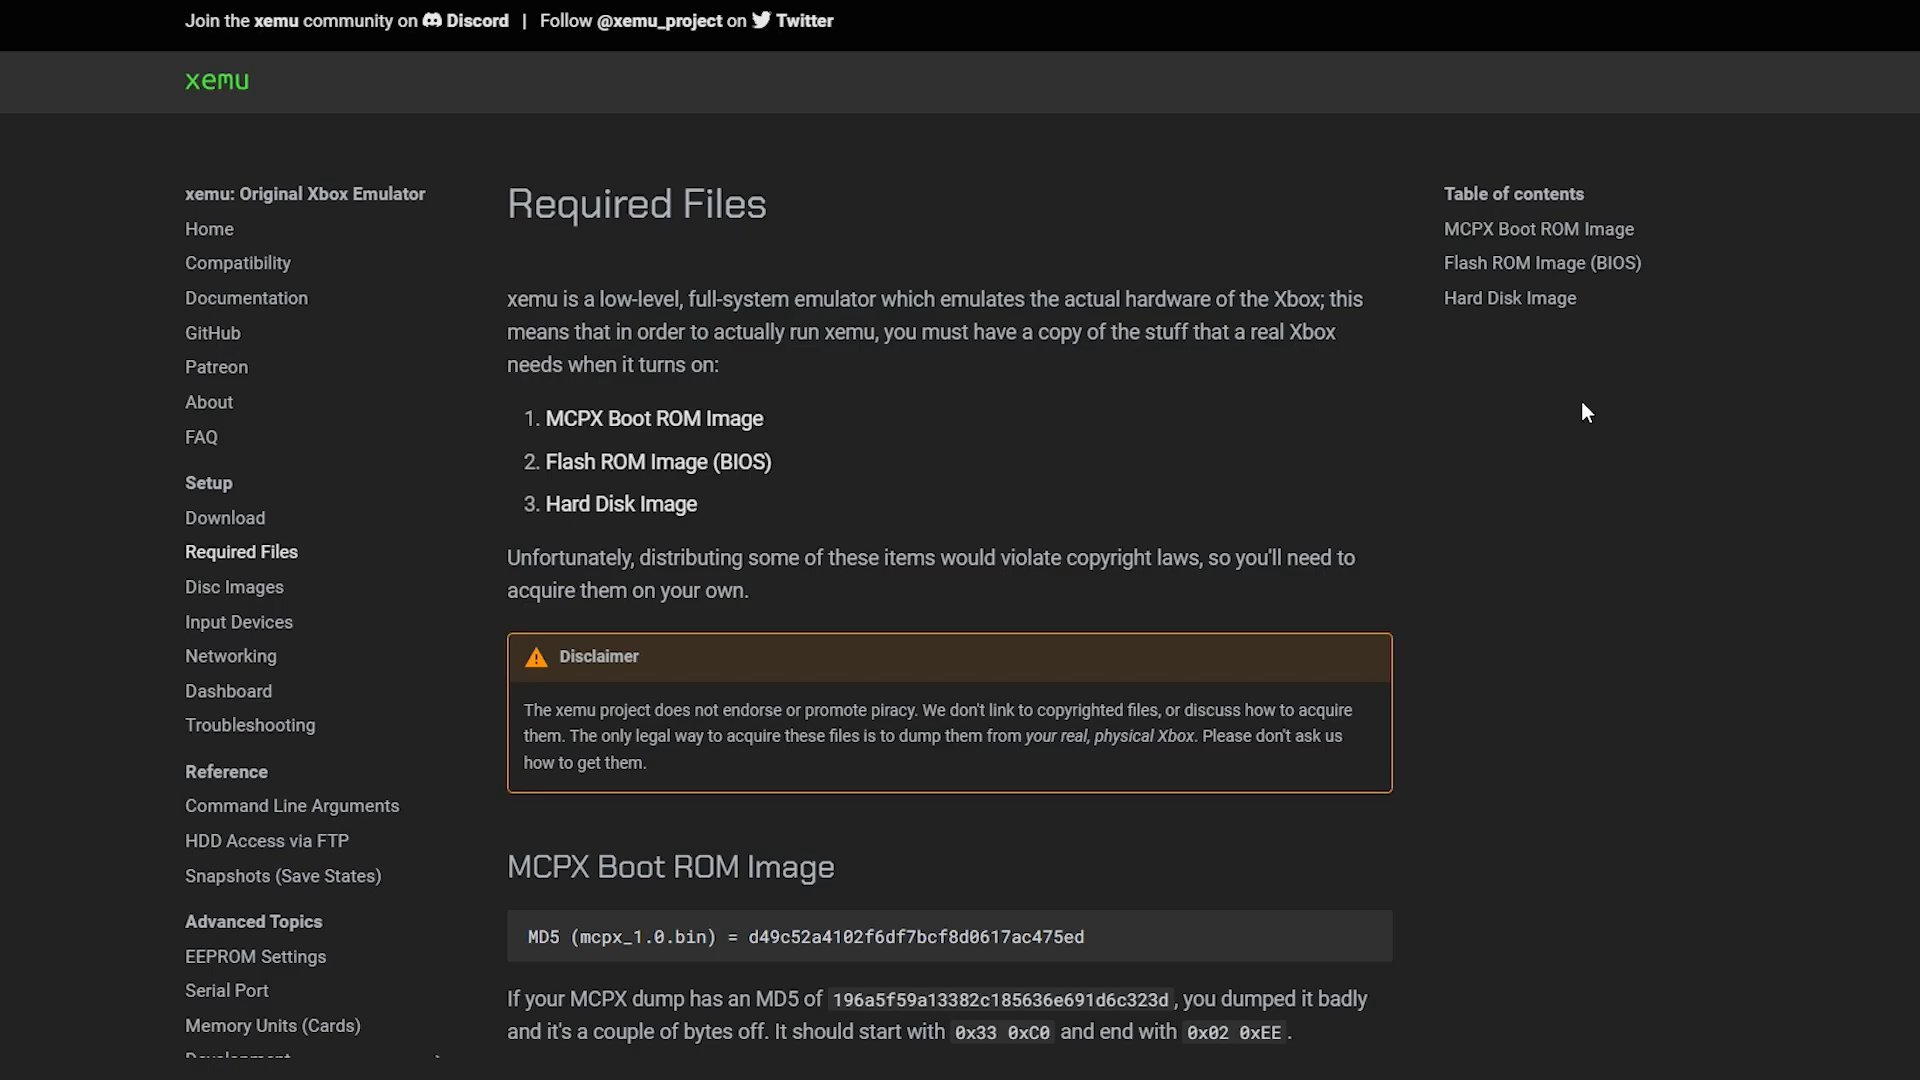 Join the xemu community on Discord | Follow @xemu_project on Twitter
xemu
xemu: Original Xbox Emulator
Home
Compatibility
Documentation
GitHub
Patreon
About
FAQ
Setup
Download
Required Files
Disc Images
Input Devices
Networking
Dashboard
Troubleshooting
Reference
Command Line Arguments
HDD Access via FTP
Snapshots (Save States)
Advanced Topics
EEPROM Settings
Serial Port
Memory Units (Cards)
Development
Required Files
xemu is a low-level, full-system emulator which emulates the actual hardware of the Xbox; this
means that in order to actually run xemu, you must have a copy of the stuff that a real Xbox
needs when it turns on:
1. MCPX Boot ROM Image
2. Flash ROM Image (BIOS)
3. Hard Disk Image
Unfortunately, distributing some of these items would violate copyright laws, so you'll need to
acquire them on your own.
Disclaimer
The xemu project does not endorse or promote piracy. We don't link to copyrighted files, or discuss how to acquire
them. The only legal way to acquire these files is to dump them from your real, physical Xbox. Please don't ask us
how to get them.
MCPX Boot ROM Image
MD5 (mcpx_1.0.bin) = d49c52a4102f6df7bcf8d0617ac475ed
If your MCPX dump has an MD5 of 196a5f59a13382c185636e691d6c323d, you dumped it badly
and it's a couple of bytes off. It should start with 0x33 0xC0 and end with 0x02 0xEE.
Table of contents
MCPX Boot ROM Image
Flash ROM Image (BIOS)
Hard Disk Image